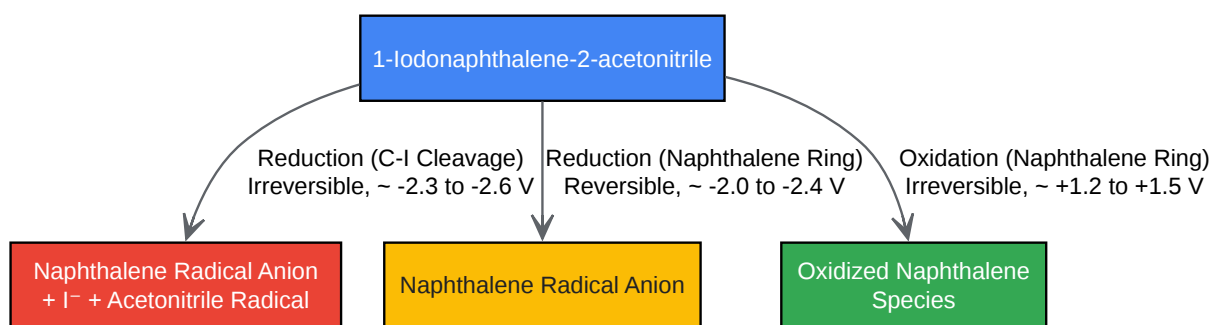 1-Iodonaphthalene-2-acetonitrile
Reduction (C-I Cleavage)
Irreversible, ~ -2.3 to -2.6 V
Reduction (Naphthalene Ring)
Reversible, ~ -2.0 to -2.4 V
Oxidation (Naphthalene Ring)
Irreversible, ~ +1.2 to +1.5 V
Naphthalene Radical Anion
+ I⁻ + Acetonitrile Radical
Naphthalene Radical Anion
Oxidized Naphthalene
Species